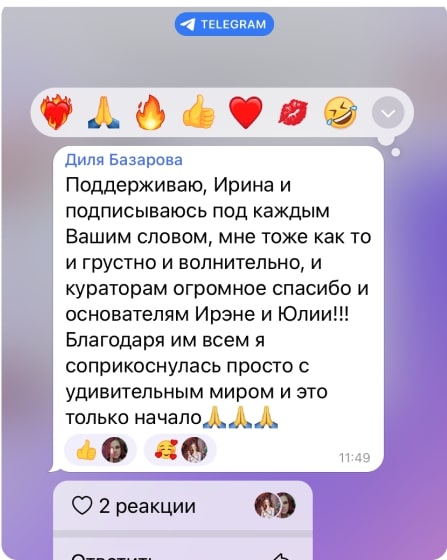 TELEGRAM
Диля Базарова
Поддерживаю, Ирина и
подписываюсь под каждым
Вашим словом, мне тоже как то
и грустно и волнительно, и
кураторам огромное спасибо и
основателям Ирэне и Юлии!!!
Благодаря им всем я
соприкоснулась просто с
удивительным миром и это
только начало🙏🙏🙏
11:49
2 реакции
Ответить